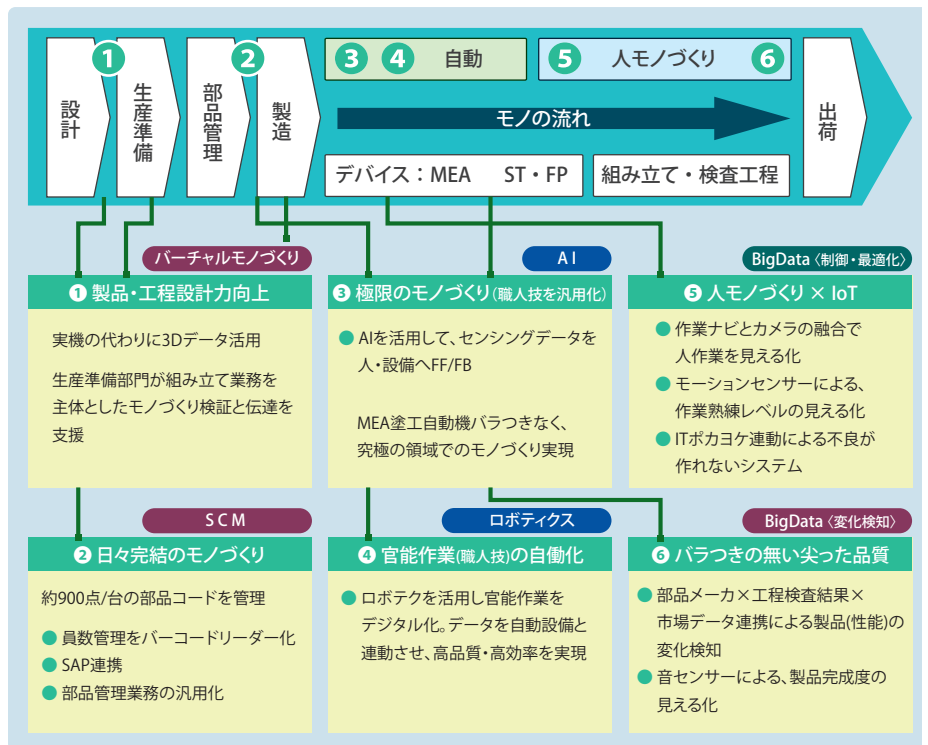 設計
①
生産準備
部品管理
②
製造
③ ④ 自動
⑤ 人モノづくり ⑥
モノの流れ
デバイス：MEA ST・FP
組み立て・検査工程
出荷
バーチャルモノづくり
❶ 製品・工程設計力向上
実機の代わりに3Dデータ活用
生産準備部門が組み立て業務を
主体としたモノづくり検証と伝達を
支援
AI
❸ 極限のモノづくり(職人技を汎用化)
● AIを活用して、センシングデータを
人・設備へFF/FB
MEA塗工自動機バラつきなく、
究極の領域でのモノづくり実現
BigData〈制御・最適化〉
❺ 人モノづくり × IoT
● 作業ナビとカメラの融合で
人作業を見える化
● モーションセンサーによる、
作業熟練レベルの見える化
● ITポカヨケ連動による不良が
作れないシステム
SCM
❷ 日々完結のモノづくり
約900点/台の部品コードを管理
● 員数管理をバーコードリーダー化
● SAP連携
● 部品管理業務の汎用化
ロボティクス
❹ 官能作業(職人技)の自動化
● ロボテクを活用し官能作業を
デジタル化。データを自動設備と
連動させ、高品質・高効率を実現
BigData〈変化検知〉
❻ バラつきの無い尖った品質
● 部品メーカ×工程検査結果×
市場データ連携による製品(性能)の
変化検知
● 音センサーによる、製品完成度の
見える化